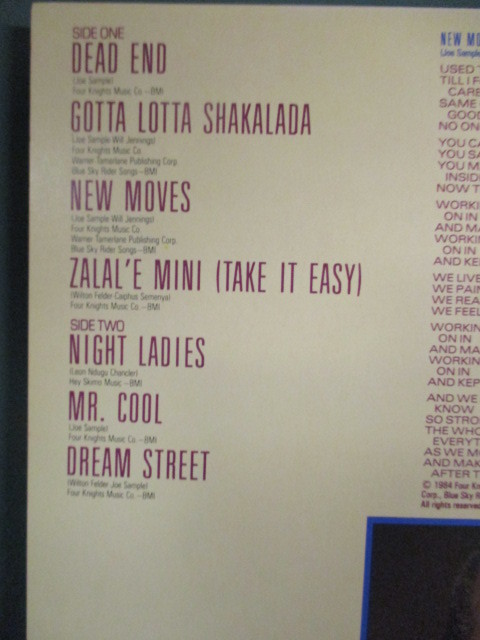 SIDE ONE
DEAD END
(Joe Sample)
Four Knights Music Co. –BMI
GOTTA LOTTA SHAKALADA
(Joe Sample Will Jennings)
Four Knights Music Co.
Warner Tamerlane Publishing Corp.
Blue Sky Rider Songs –BMI
NEW MOVES
(Joe Sample Will Jennings)
Four Knights Music Co.
Warner Tamerlane Publishing Corp.
Blue Sky Rider Songs –BMI
ZALAL'E MINI (TAKE IT EASY)
(Wilton Felder Caiphus Semenya)
Four Knights Music Co. –BMI
SIDE TWO
NIGHT LADIES
(Leon Ndugu Chancler)
Hey Skimo Music –BMI
MR. COOL
(Joe Sample)
Four Knights Music Co. –BMI
DREAM STREET
(Wilton Felder Joe Sample)
Four Knights Music Co. –BMI
NEW MO
(Joe Sample
USED T
TILL I F
CARE
SAME
GOOD
NO ON
YOU CA
YOU SA
YOU M
INSID
NOW T
WORKI
ON IN
AND MA
WORKIN
ON IN
AND KE
WE LIVE
WE PAIN
WE REA
WE FEEL
WORKIN
ON IN
AND MA
WORKIN
ON IN
AND KEP
AND WE
KNOW
SO STRO
THE WHO
EVERYT
AS WE M
AND MAK
AFTER T
© 1984 Four Kn
Corp., Blue Sky R
All rights reserve